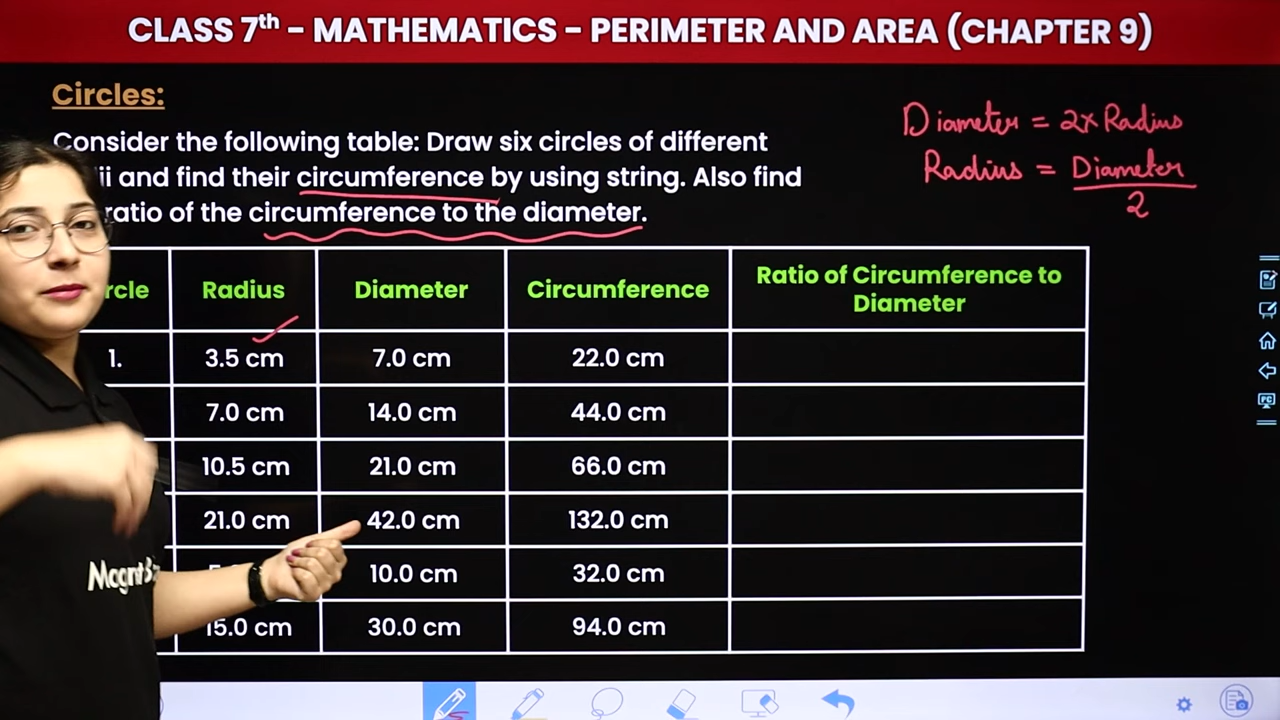 CLASS 7th - MATHEMATICS - PERIMETER AND AREA (CHAPTER 9)
Circles:
Consider the following table: Draw six circles of different
and find their circumference by using string. Also find
ratio of the circumference to the diameter.
Diameter = 2x Radius
Radius = Diameter
2
Radius Diameter Circumference Ratio of Circumference to
Diameter
1. 3.5 cm 7.0 cm 22.0 cm
7.0 cm 14.0 cm 44.0 cm
10.5 cm 21.0 cm 66.0 cm
21.0 cm 42.0 cm 132.0 cm
10.0 cm 32.0 cm
15.0 cm 30.0 cm 94.0 cm